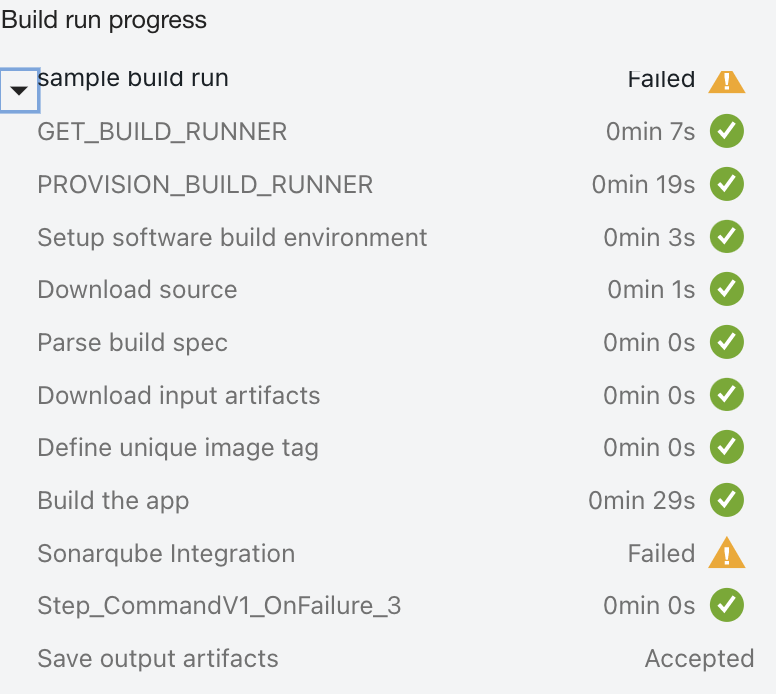 Build run progress
sample build run Failed
GET_BUILD_RUNNER 0min 7s
PROVISION_BUILD_RUNNER 0min 19s
Setup software build environment 0min 3s
Download source 0min 1s
Parse build spec 0min 0s
Download input artifacts 0min 0s
Define unique image tag 0min 0s
Build the app 0min 29s
Sonarqube Integration Failed
Step_CommandV1_OnFailure_3 0min 0s
Save output artifacts Accepted